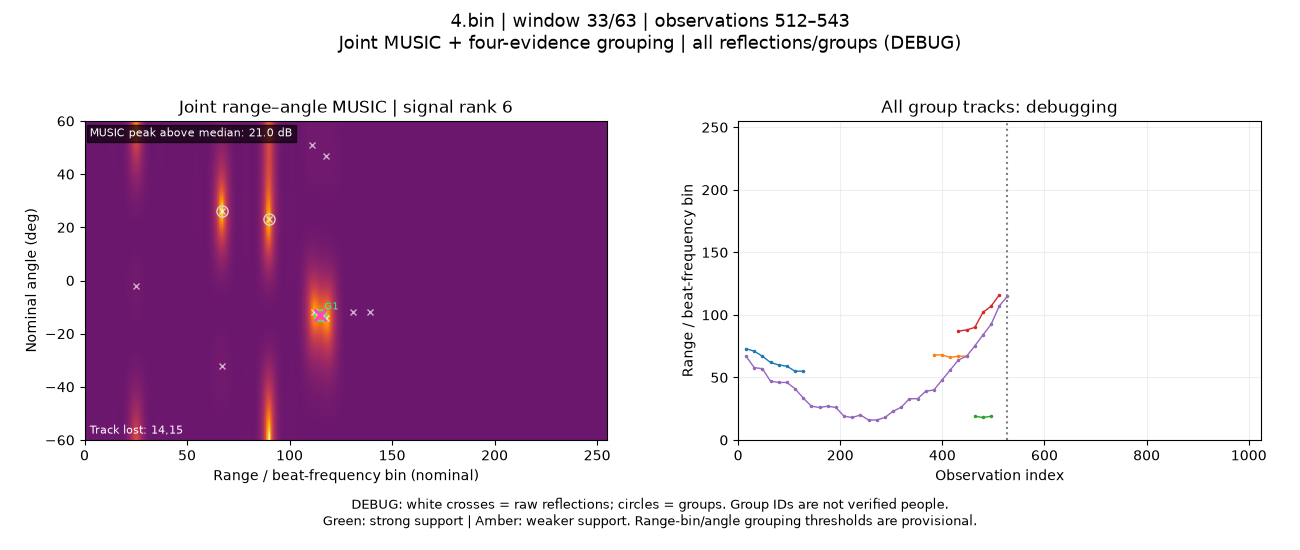 4.bin | window 33/63 | observations 512–543
Joint MUSIC + four-evidence grouping | all reflections/groups (DEBUG)
Joint range–angle MUSIC | signal rank 6
MUSIC peak above median: 21.0 dB
G1
Track lost: 14,15
60
40
20
0
−20
−40
−60
Nominal angle (deg)
0
50
100
150
200
250
Range / beat-frequency bin (nominal)
All group tracks: debugging
250
200
150
100
50
0
Range / beat-frequency bin
0
200
400
600
800
1000
Observation index
DEBUG: white crosses = raw reflections; circles = groups. Group IDs are not verified people.
Green: strong support | Amber: weaker support. Range-bin/angle grouping thresholds are provisional.